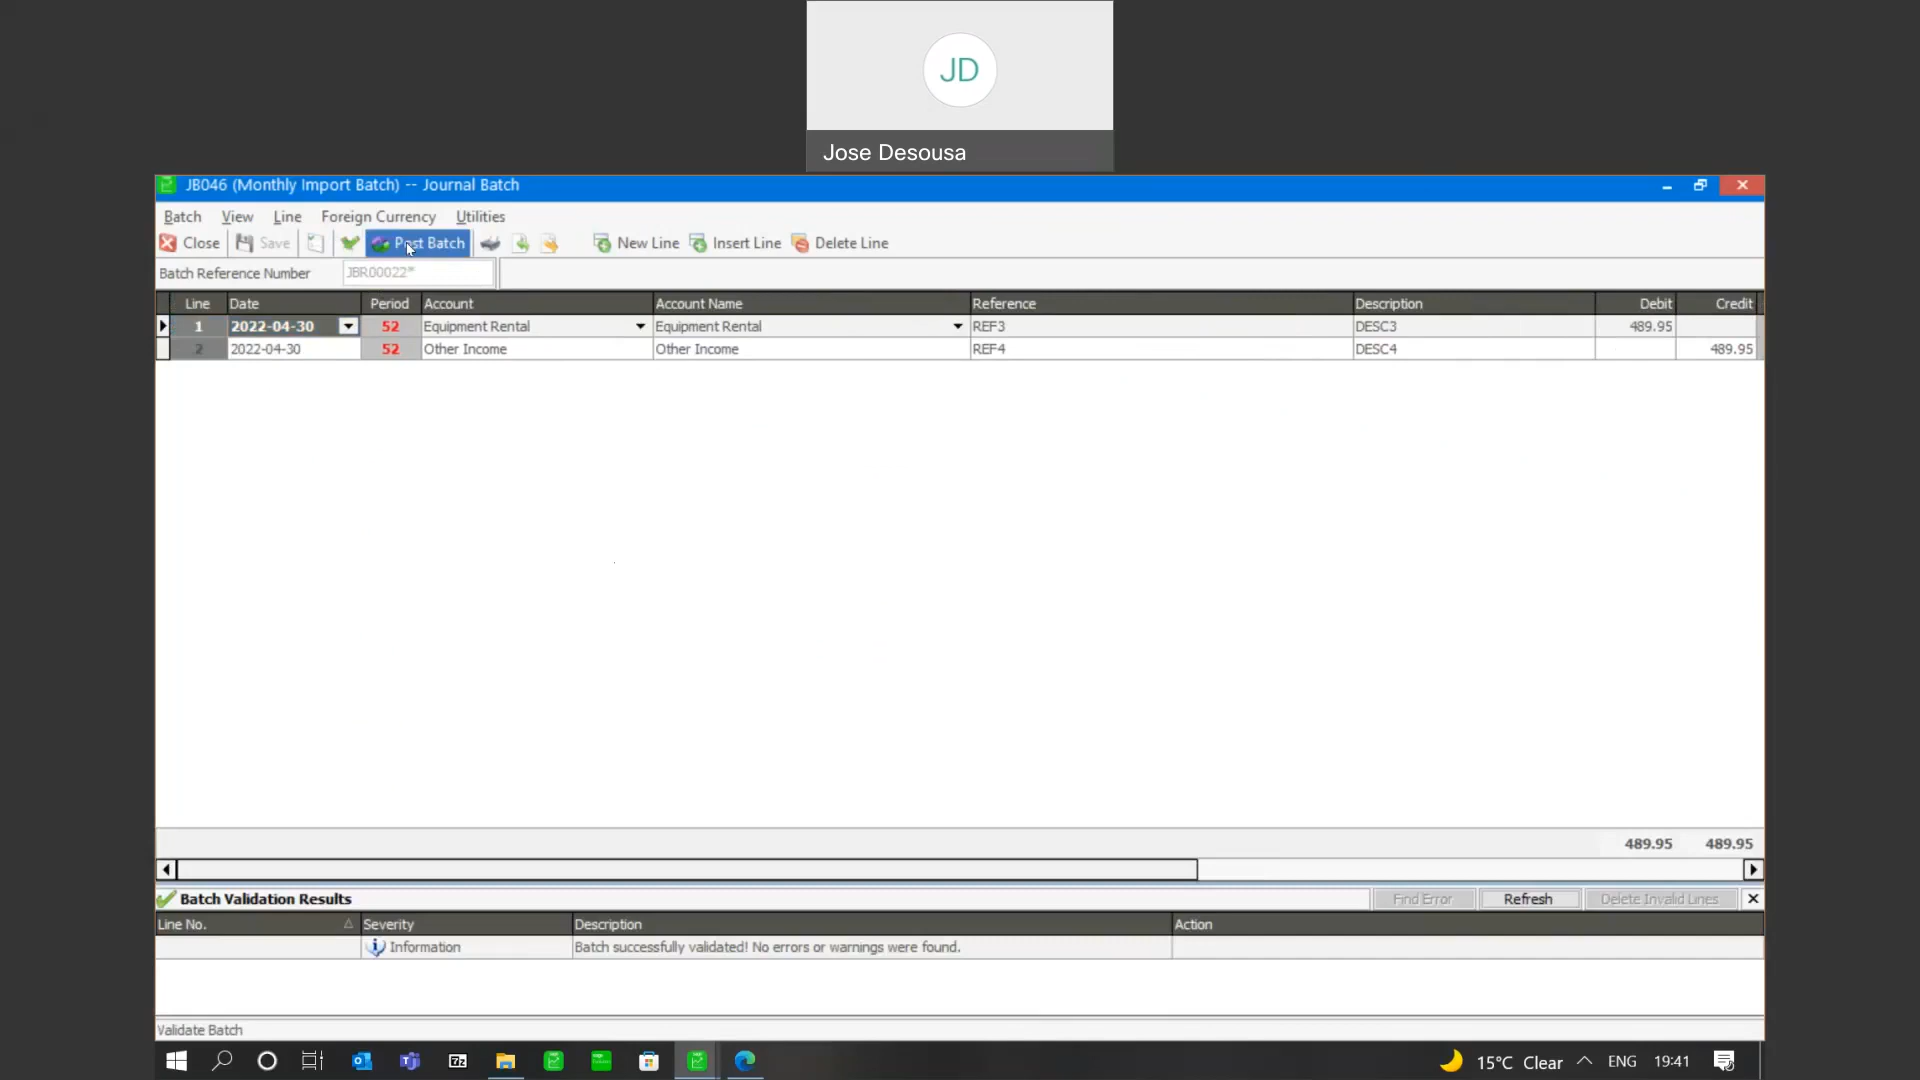 JD
Jose Desousa
JB046 (Monthly Import Batch) -- Journal Batch
Batch View Line Foreign Currency Utilities
Close Save Post Batch New Line Insert Line Delete Line
Batch Reference Number JBR00022*
Line Date Period Account Account Name Reference Description Debit Credit
1 2022-04-30 52 Equipment Rental Equipment Rental REF3 DESC3 489.95
2 2022-04-30 52 Other Income Other Income REF4 DESC4 489.95
489.95 489.95
Batch Validation Results Find Error Refresh Delete Invalid Lines
Line No. Severity Description Action
Information Batch successfully validated! No errors or warnings were found.
Validate Batch
7z 15°C Clear ENG 19:41